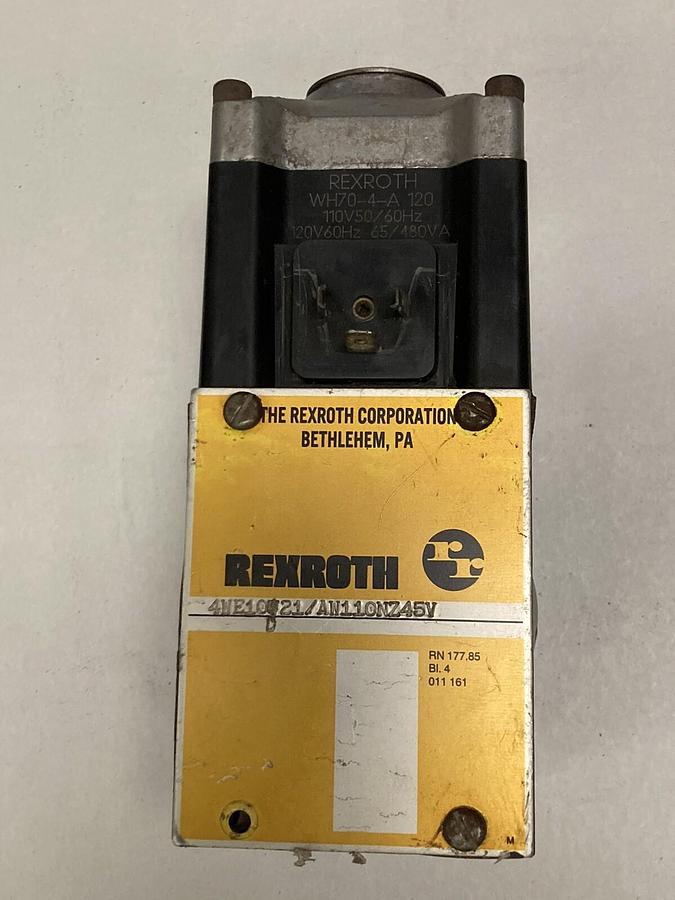 REXROTH
WH70-4-A 120
110V50/60Hz
120V60Hz 65/480VA
THE REXROTH CORPORATION
BETHLEHEM, PA
REXROTH
rr
D
RN 177.85
Bl. 4
011 161
M